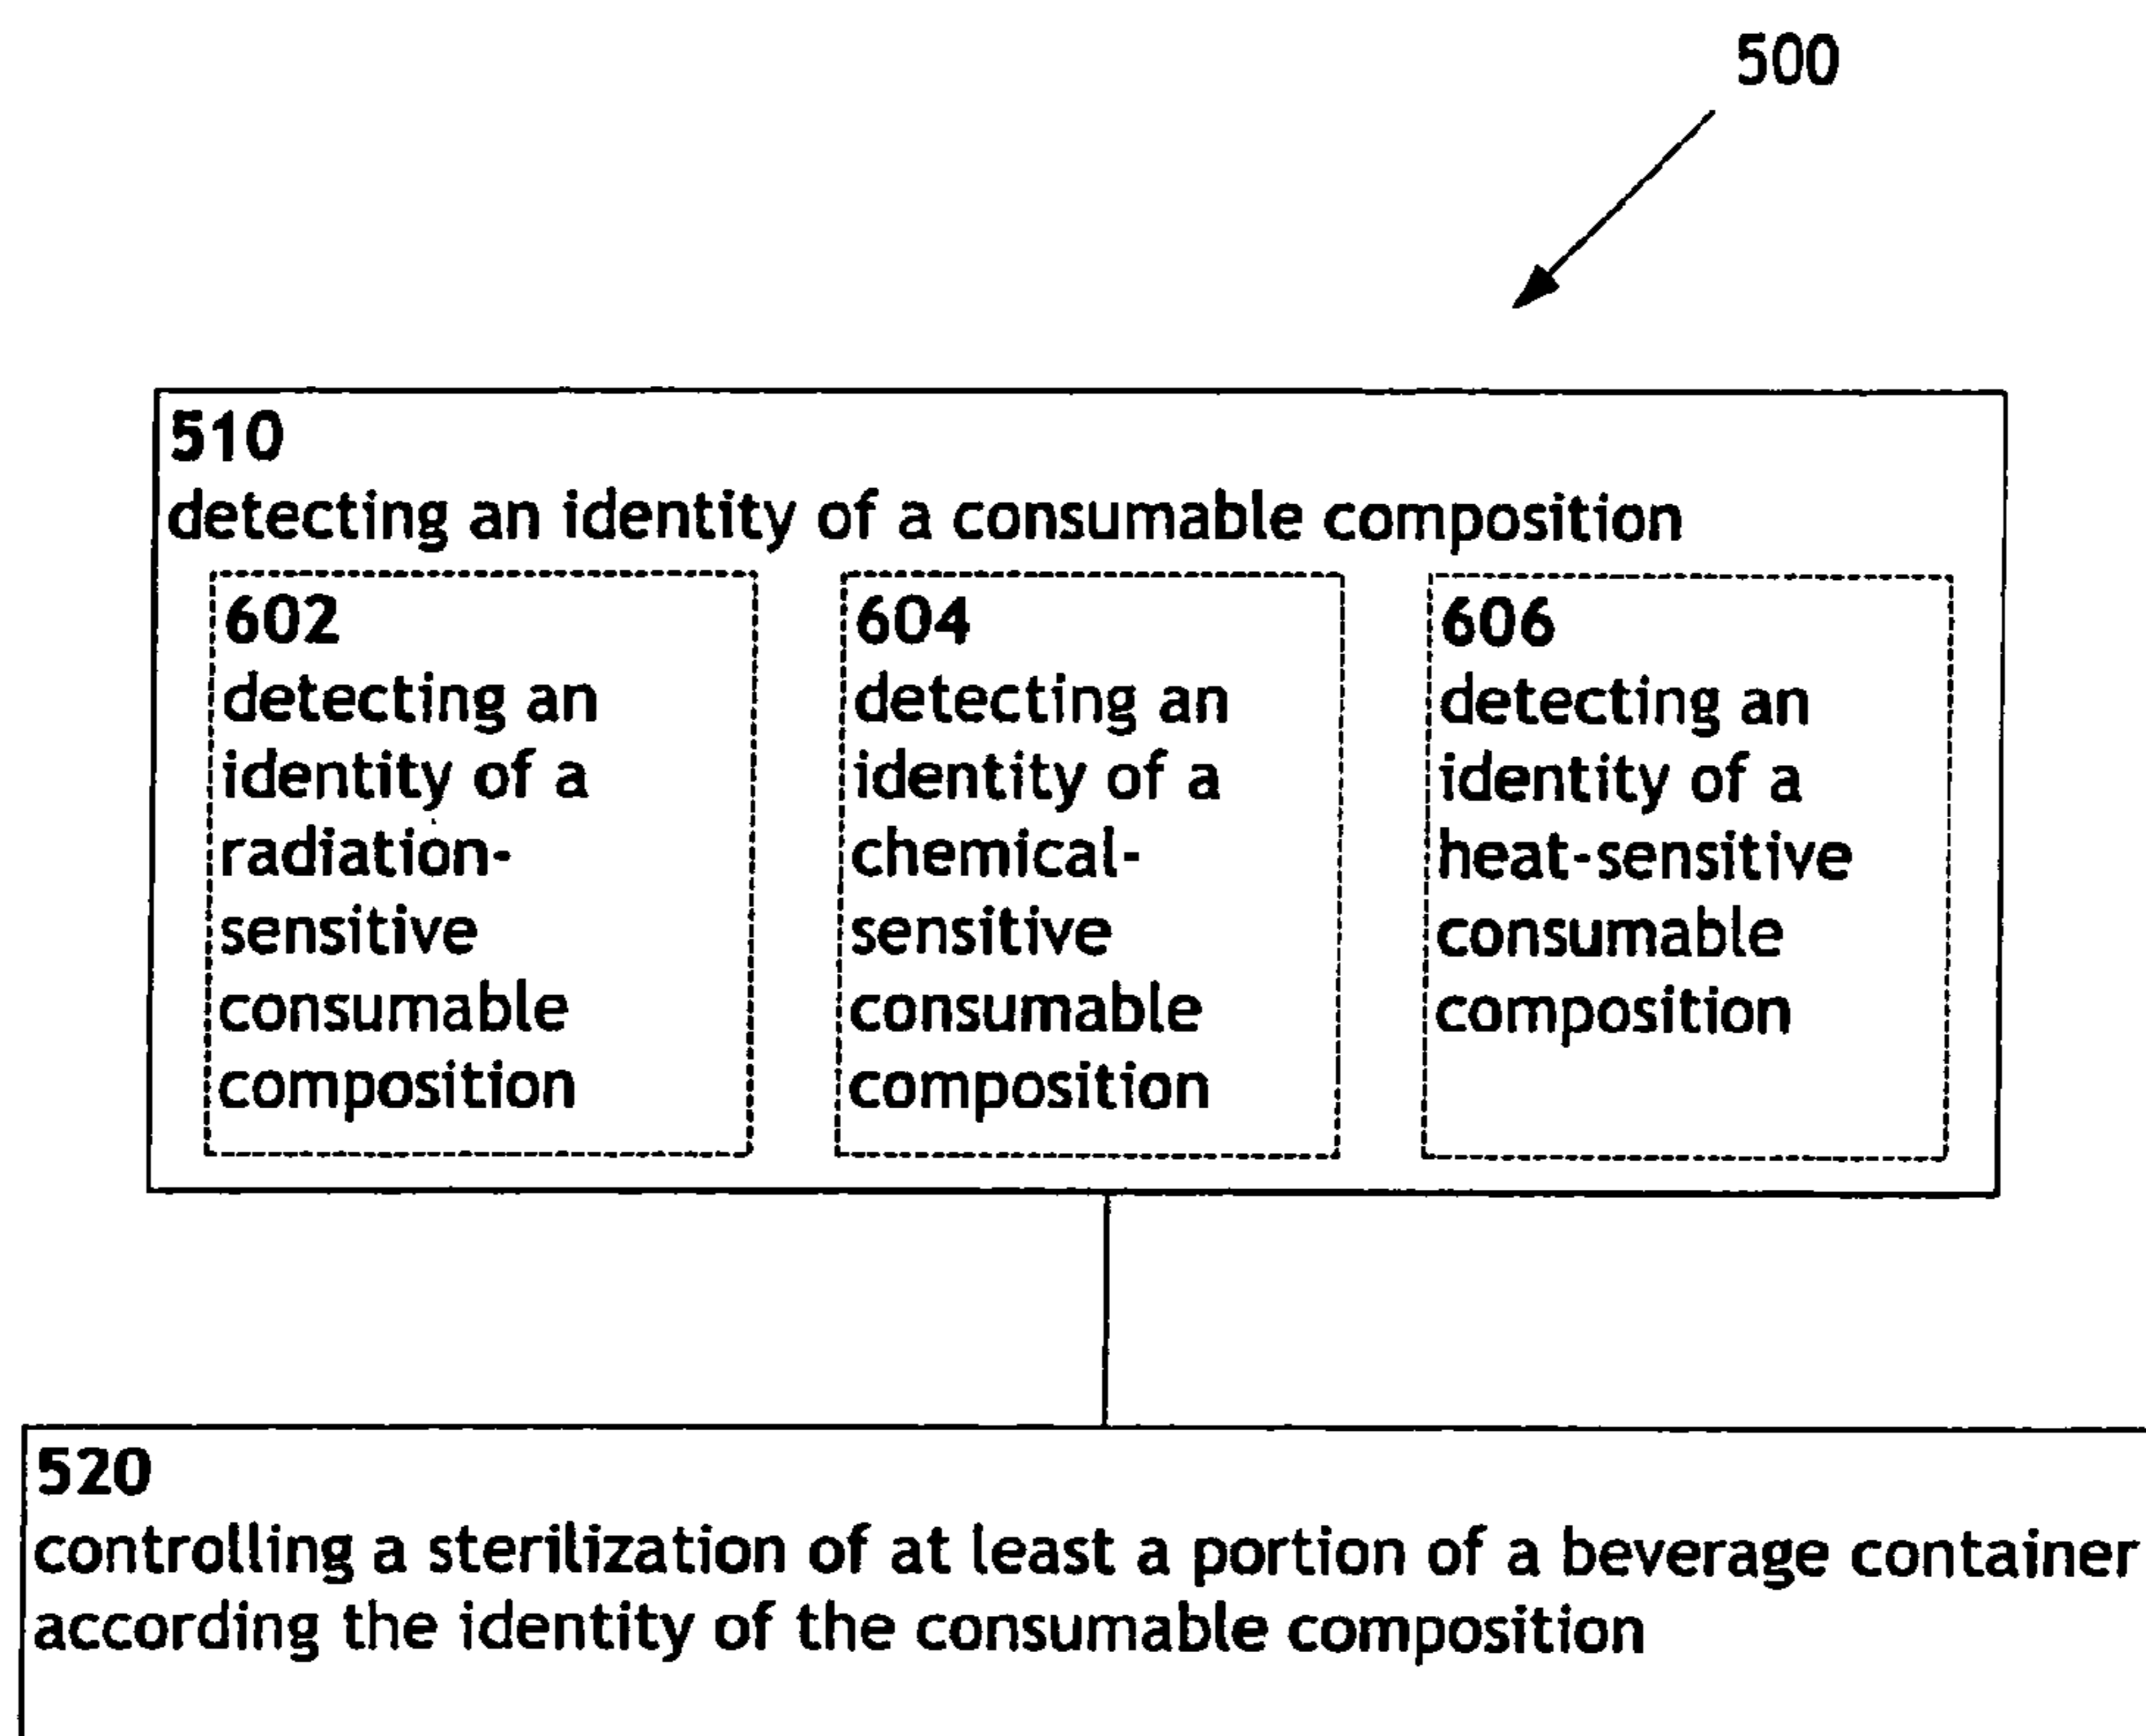 500
510
detecting an identity of a consumable composition
602
detecting an
identity of a
radiation-
sensitive
consumable
composition
604
detecting an
identity of a
chemical-
sensitive
consumable
composition
606
detecting an
identity of a
heat-sensitive
consumable
composition
520
controlling a sterilization of at least a portion of a beverage container
according the identity of the consumable composition